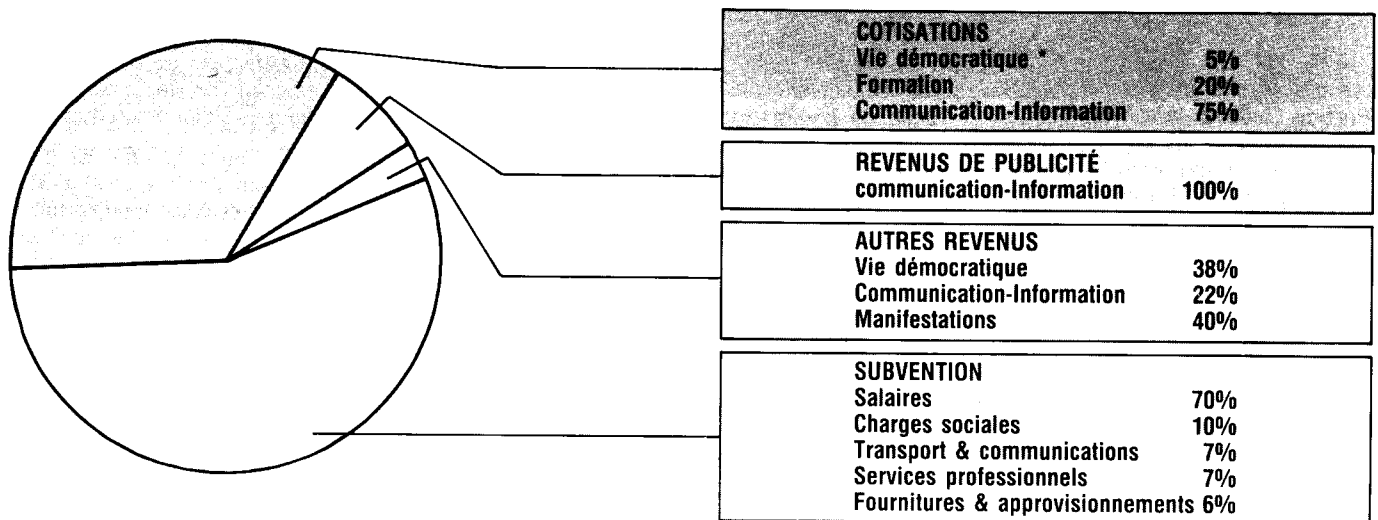 COTISATIONS
Vie démocratique * 5%
Formation 20%
Communication-Information 75%
REVENUS DE PUBLICITÉ
communication-Information 100%
AUTRES REVENUS
Vie démocratique 38%
Communication-Information 22%
Manifestations 40%
SUBVENTION
Salaires 70%
Charges sociales 10%
Transport & communications 7%
Services professionnels 7%
Fournitures & approvisionnements 6%